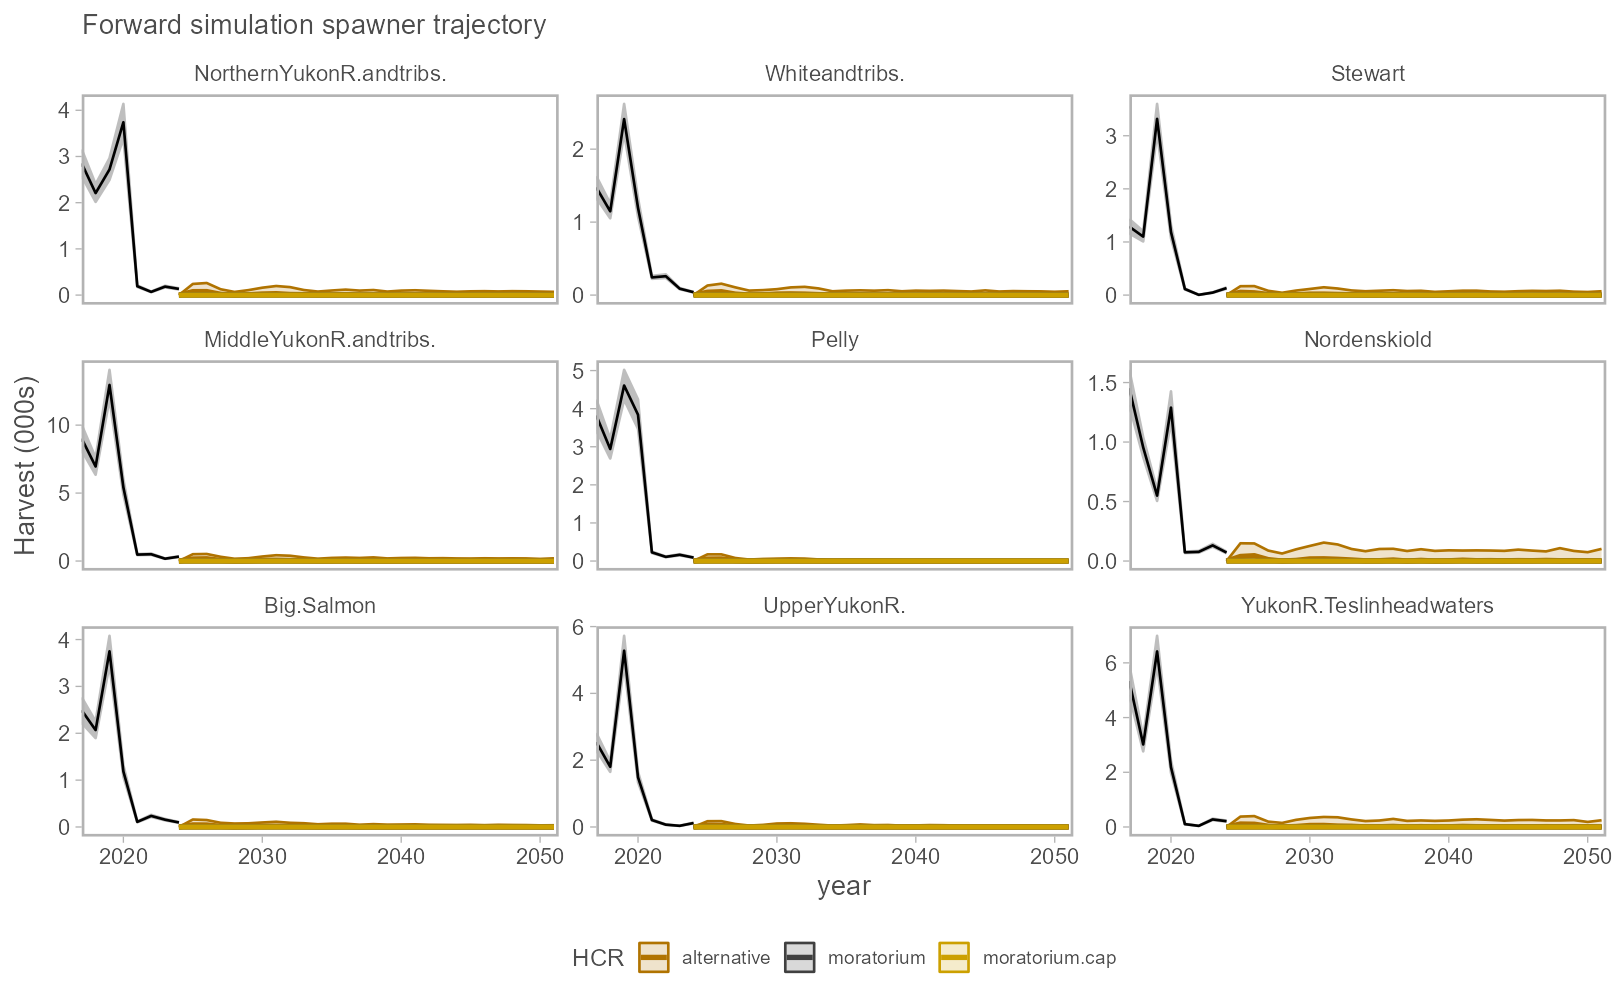 Forward simulation spawner trajectory
NorthernYukonR.andtribs.
Whiteandtribs.
Stewart
4
3
2
1
0
2
1
0
3
2
1
0
MiddleYukonR.andtribs.
Pelly
Nordenskiold
Harvest (000s)
10
5
0
5
4
3
2
1
0
1.5
1.0
0.5
0.0
Big.Salmon
UpperYukonR.
YukonR.Teslinheadwaters
4
3
2
1
0
6
4
2
0
6
4
2
0
2020 2030 2040 2050
2020 2030 2040 2050
2020 2030 2040 2050
year
HCR alternative moratorium moratorium.cap